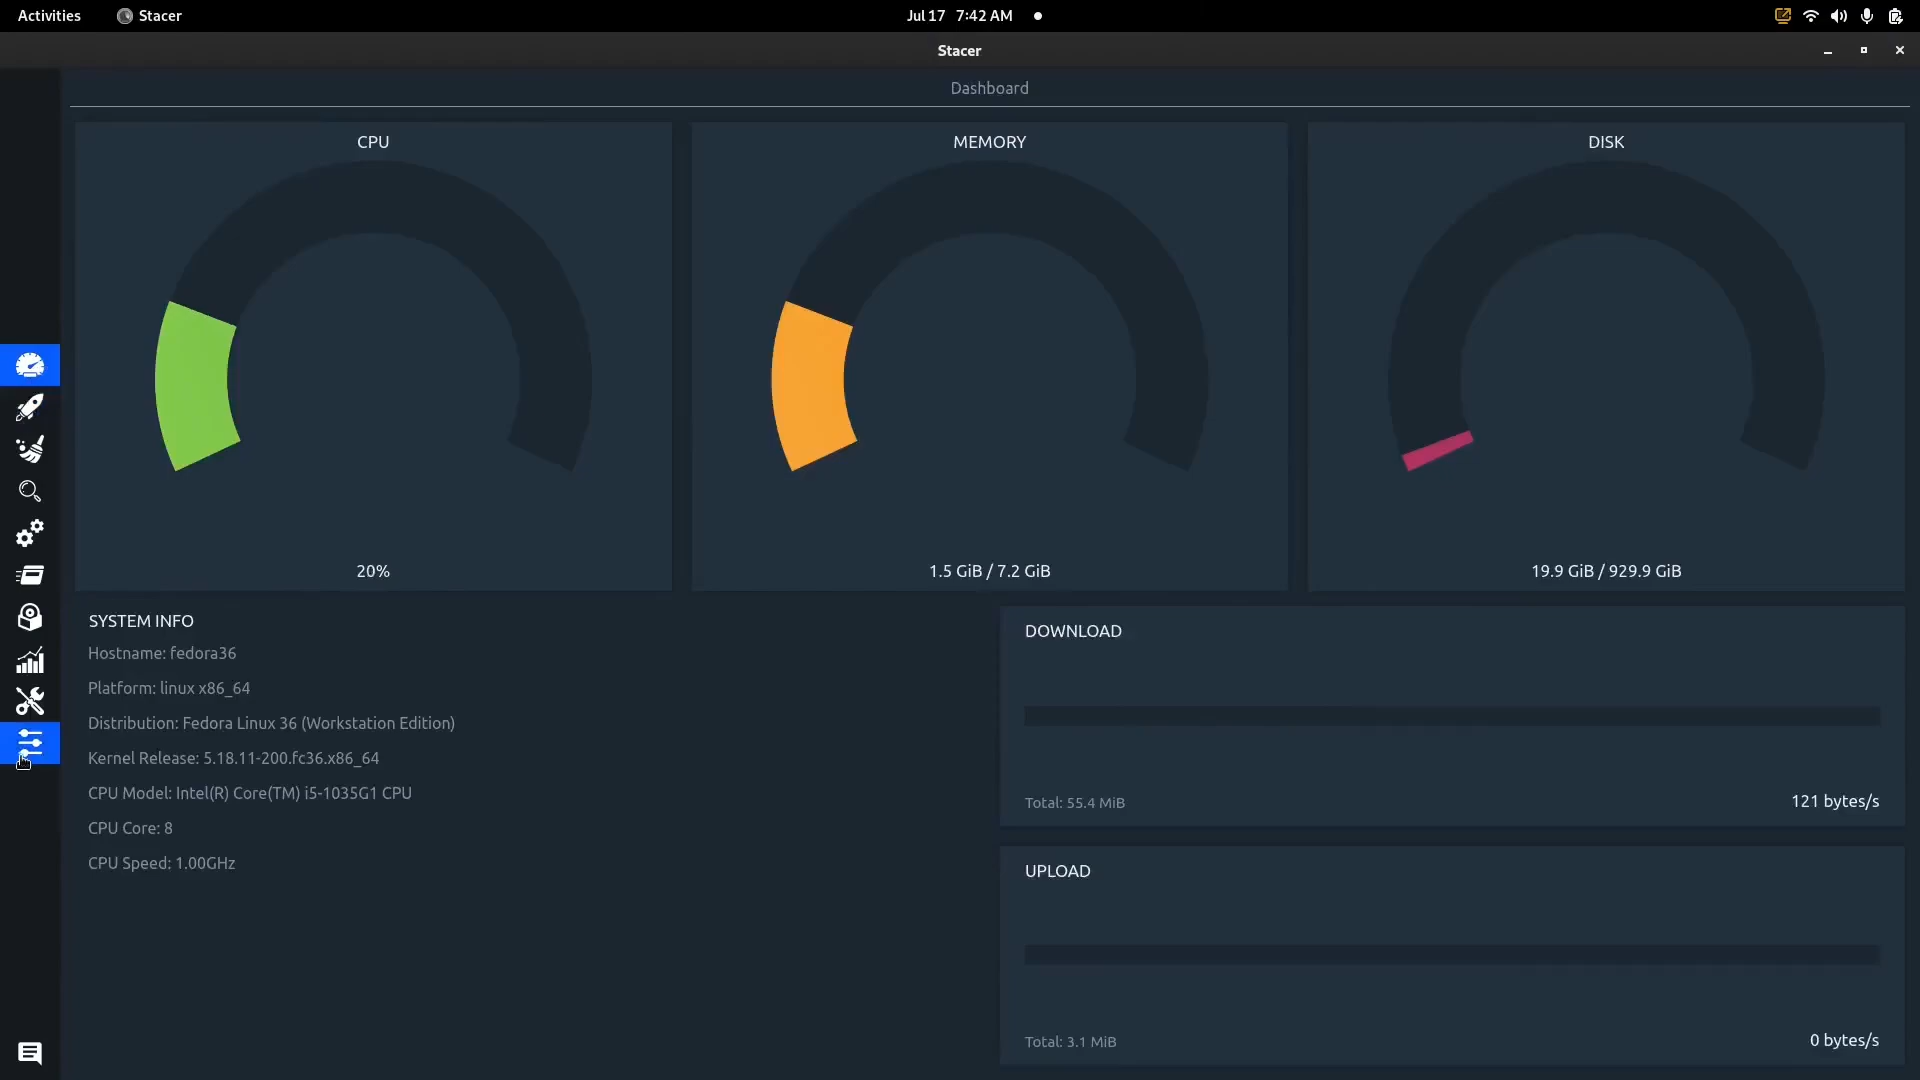 Activities
Stacer
Jul 17 7:42 AM
Stacer
Dashboard
CPU
MEMORY
DISK
20%
1.5 GiB / 7.2 GiB
19.9 GiB / 929.9 GiB
SYSTEM INFO
Hostname: fedora36
Platform: linux x86_64
Distribution: Fedora Linux 36 (Workstation Edition)
Kernel Release: 5.18.11-200.fc36.x86_64
CPU Model: Intel(R) Core(TM) i5-1035G1 CPU
CPU Core: 8
CPU Speed: 1.00GHz
DOWNLOAD
Total: 55.4 MiB
121 bytes/s
UPLOAD
Total: 3.1 MiB
0 bytes/s